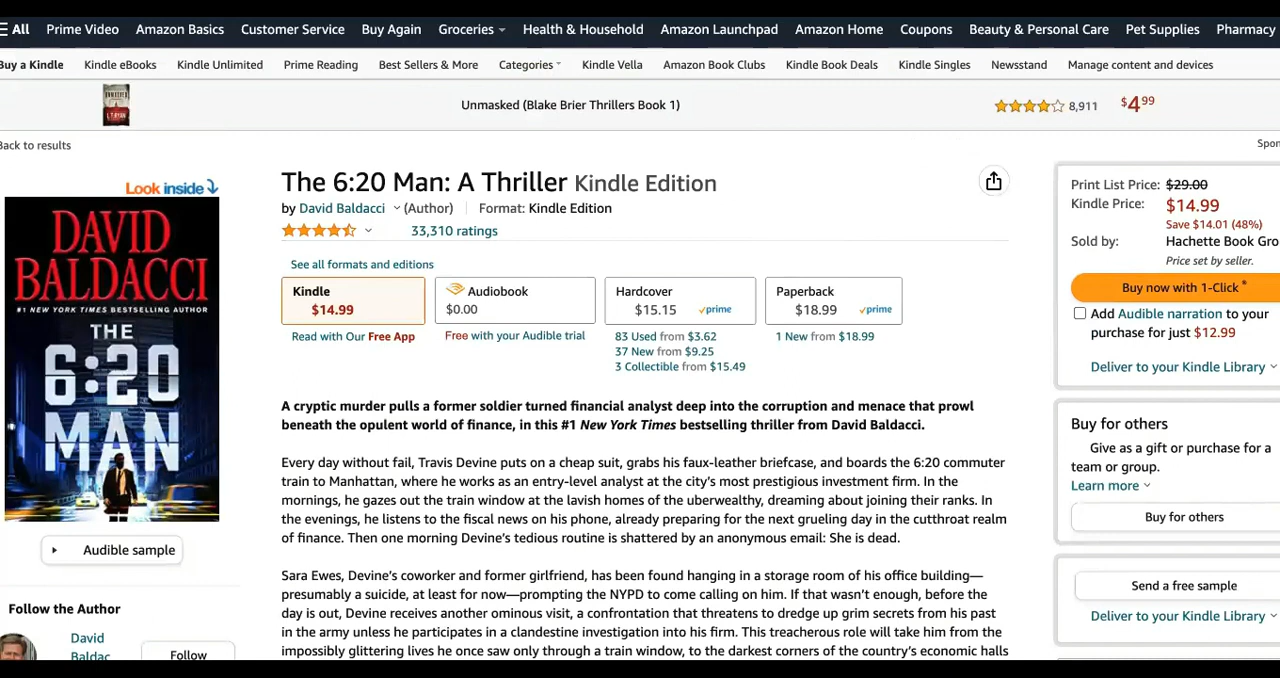 All Prime Video Amazon Basics Customer Service Buy Again Groceries Health & Household Amazon Launchpad Amazon Home Coupons Beauty & Personal Care Pet Supplies Pharmacy
Buy a Kindle Kindle eBooks Kindle Unlimited Prime Reading Best Sellers & More Categories Kindle Vella Amazon Book Clubs Kindle Book Deals Kindle Singles Newsstand Manage content and devices
Unmasked (Blake Brier Thrillers Book 1) 8,911 $4 99
Back to results
Spon
Look inside
DAVID
BALDACCI
#1 NEW YORK TIMES BESTSELLING AUTHOR
THE
6:20
MAN
Audible sample
Follow the Author
David
Baldac
Follow
The 6:20 Man: A Thriller Kindle Edition
by David Baldacci (Author) Format: Kindle Edition
33,310 ratings
See all formats and editions
Kindle
$14.99
Read with Our Free App
Audiobook
$0.00
Free with your Audible trial
Hardcover
$15.15 prime
83 Used from $3.62
37 New from $9.25
3 Collectible from $15.49
Paperback
$18.99 prime
1 New from $18.99
A cryptic murder pulls a former soldier turned financial analyst deep into the corruption and menace that prowl
beneath the opulent world of finance, in this #1 New York Times bestselling thriller from David Baldacci.
Every day without fail, Travis Devine puts on a cheap suit, grabs his faux-leather briefcase, and boards the 6:20 commuter
train to Manhattan, where he works as an entry-level analyst at the city's most prestigious investment firm. In the
mornings, he gazes out the train window at the lavish homes of the uberwealthy, dreaming about joining their ranks. In
the evenings, he listens to the fiscal news on his phone, already preparing for the next grueling day in the cutthroat realm
of finance. Then one morning Devine's tedious routine is shattered by an anonymous email: She is dead.
Sara Ewes, Devine's coworker and former girlfriend, has been found hanging in a storage room of his office building—
presumably a suicide, at least for now—prompting the NYPD to come calling on him. If that wasn't enough, before the
day is out, Devine receives another ominous visit, a confrontation that threatens to dredge up grim secrets from his past
in the army unless he participates in a clandestine investigation into his firm. This treacherous role will take him from the
impossibly glittering lives he once saw only through a train window, to the darkest corners of the country's economic halls
Print List Price: $29.00
Kindle Price: $14.99
Save $14.01 (48%)
Sold by: Hachette Book Gro
Price set by seller.
Buy now with 1-Click *
Add Audible narration to your
purchase for just $12.99
Deliver to your Kindle Library
Buy for others
Give as a gift or purchase for a
team or group.
Learn more
Buy for others
Send a free sample
Deliver to your Kindle Library